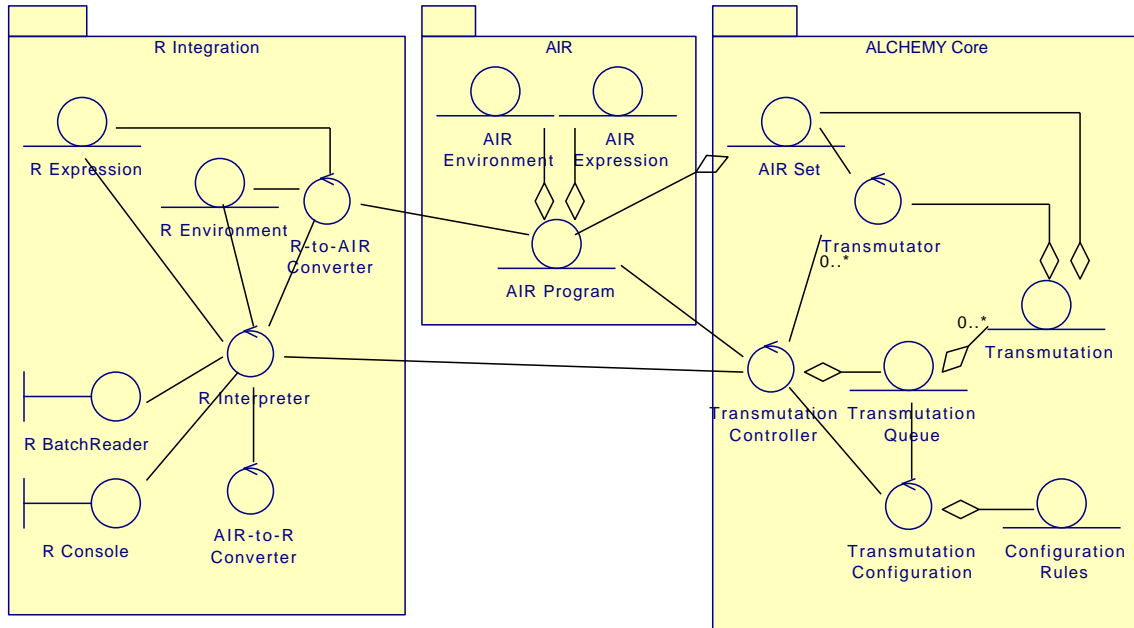 R Integration
AIR
ALCHEMY Core
R Expression
R Environment
R-to-AIR
Converter
R Interpreter
R BatchReader
R Console
AIR-to-R
Converter
AIR
Environment
AIR
Expression
AIR Program
AIR Set
Transmutator
0..*
0..*
Transmutation
Transmutation
Controller
Transmutation
Queue
Transmutation
Configuration
Configuration
Rules